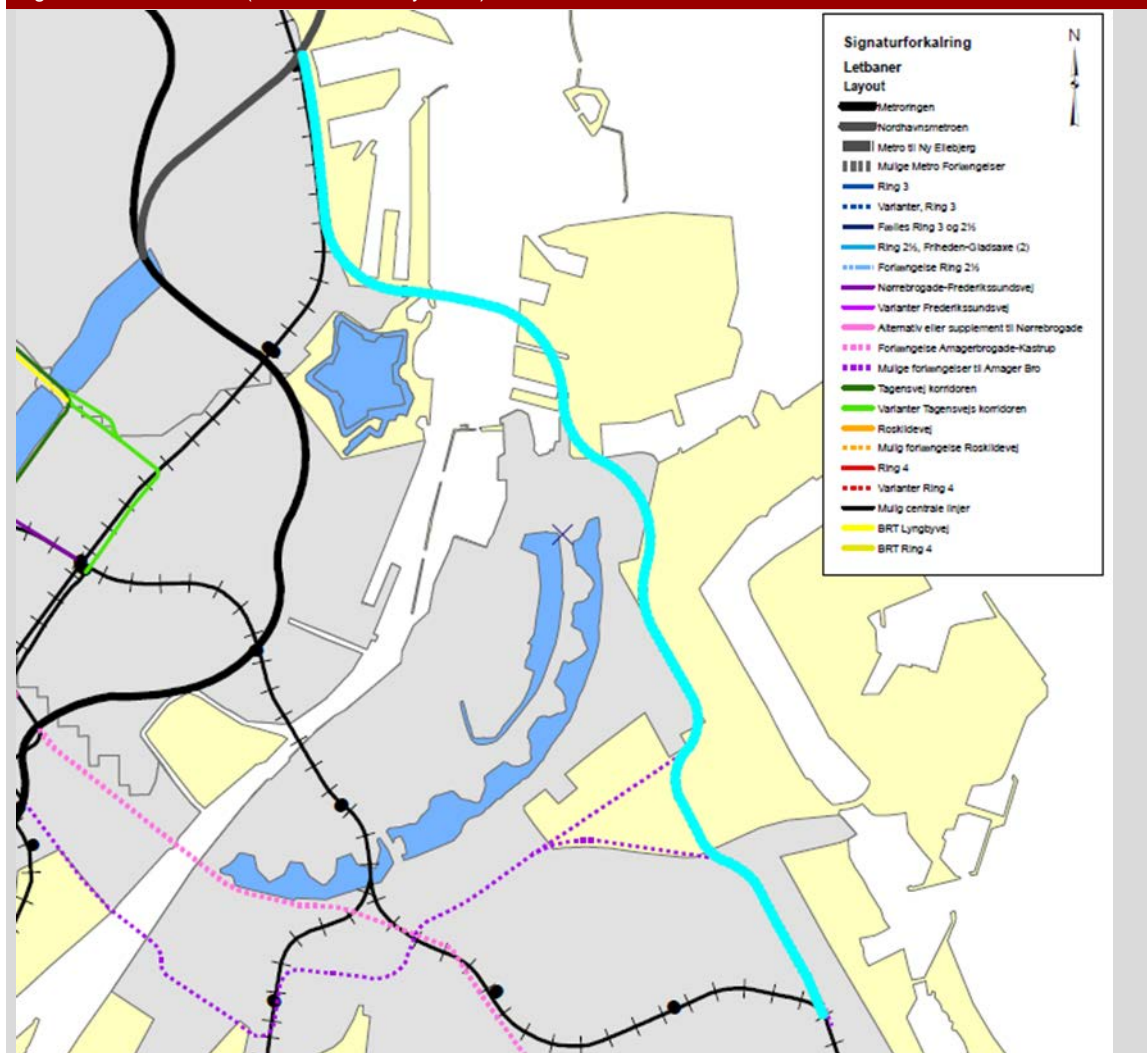 Signaturforkalring
N
Letbaner
Layout
Metroringen
Nordhavnsmetroen
Metro til Ny Ellebjerg
Mulige Metro Forlængelser
Ring 3
Varianter, Ring 3
Fælles Ring 3 og 2½
Ring 2½, Friheden-Gladsaxe (2)
Forlængelse Ring 2½
Nørrebrogade-Frederikssundsvej
Varianter Frederikssundsvej
Alternativ eller supplement til Nørrebrogade
Forlængelse Amagerbrogade-Kastrup
Mulige forlængelser til Amager Bro
Tagensvej korridoren
Varianter Tagensvejs korridoren
Roskildevej
Mulig forlængelse Roskildevej
Ring 4
Varianter Ring 4
Mulig centrale linjer
BRT Lyngbyvej
BRT Ring 4